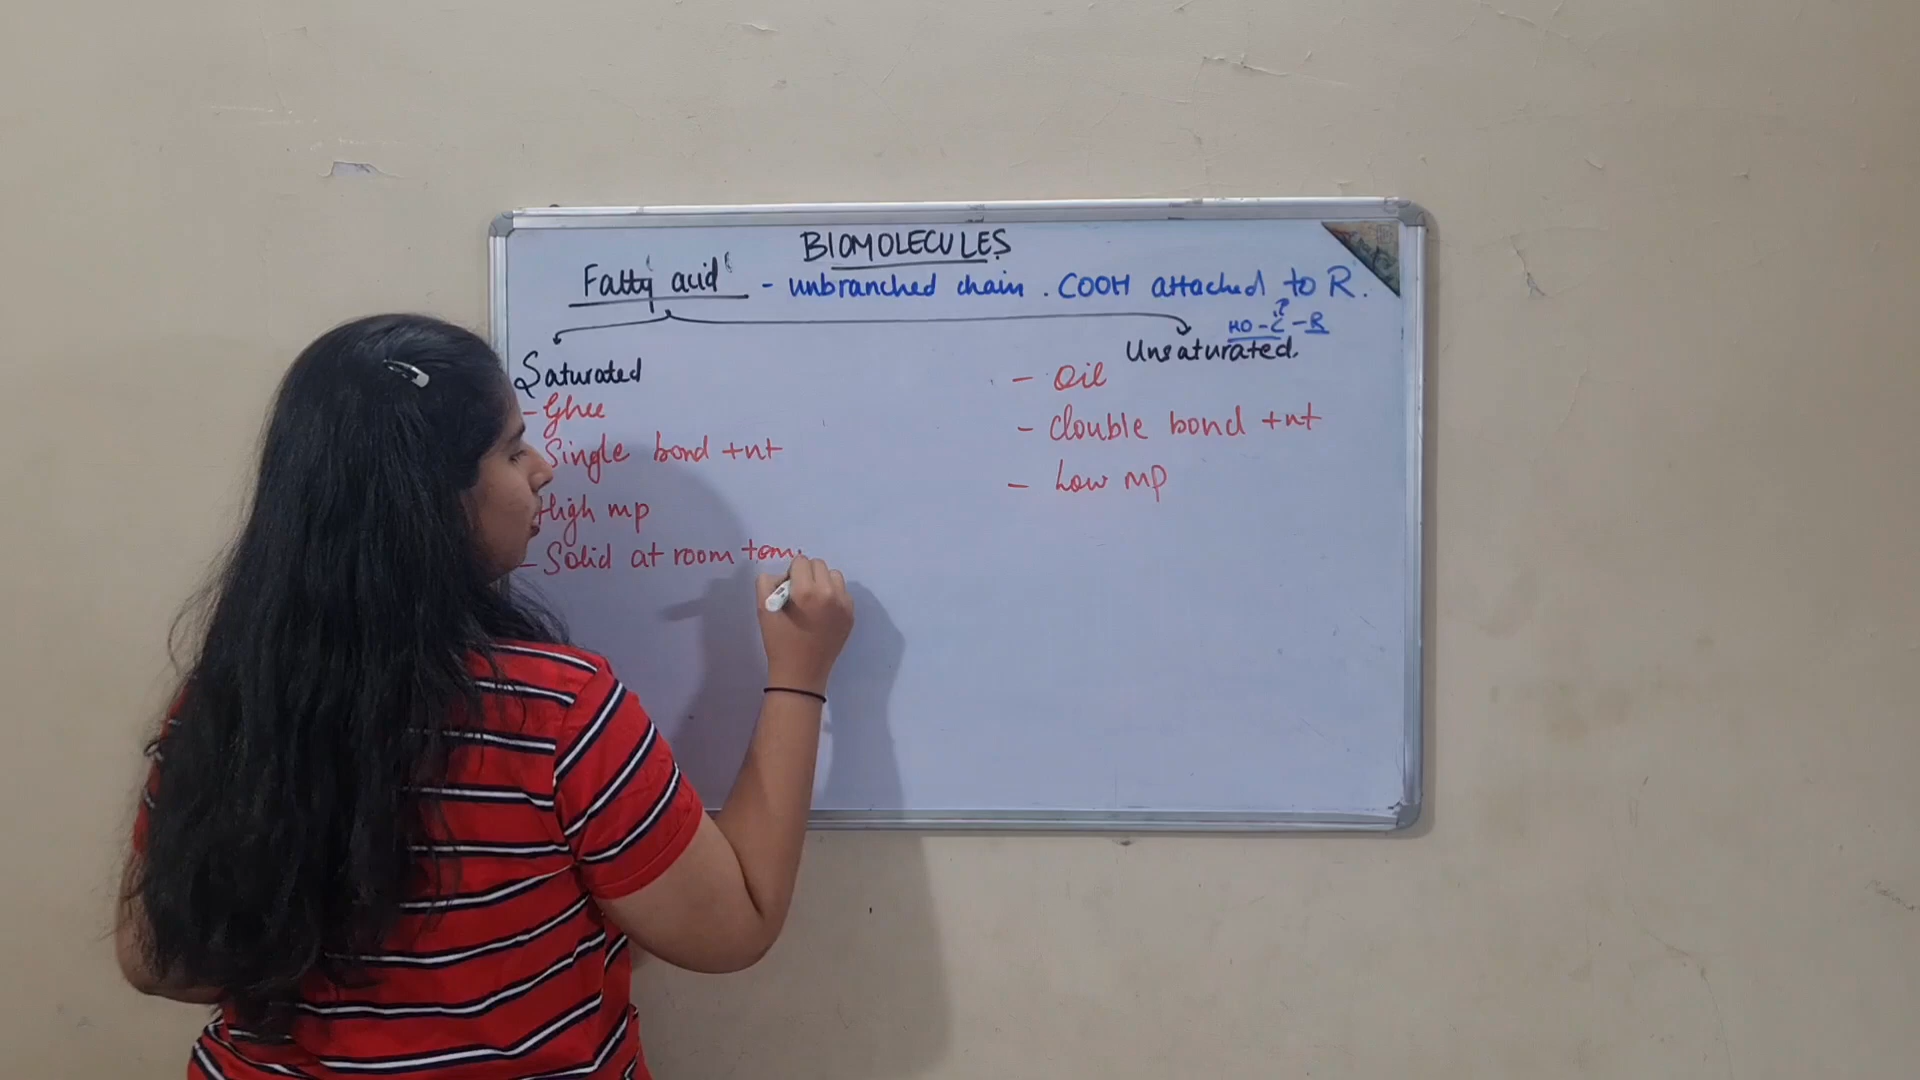 BIOMOLECULES
Fatty acid - unbranched chain. COOH attached to R.
HO-C-R
Saturated
- Ghee
Single bond +nt
High mp
- Solid at room tem
Unsaturated.
- Oil
- double bond +nt
- Low mp